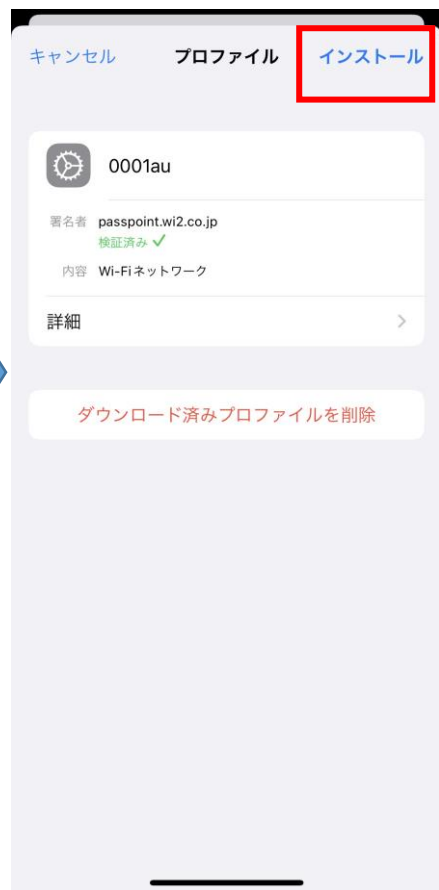 キャンセル プロファイル インストール
0001au
署名者 passpoint.wi2.co.jp
検証済み ✓
内容 Wi-Fiネットワーク
詳細 >
ダウンロード済みプロファイルを削除